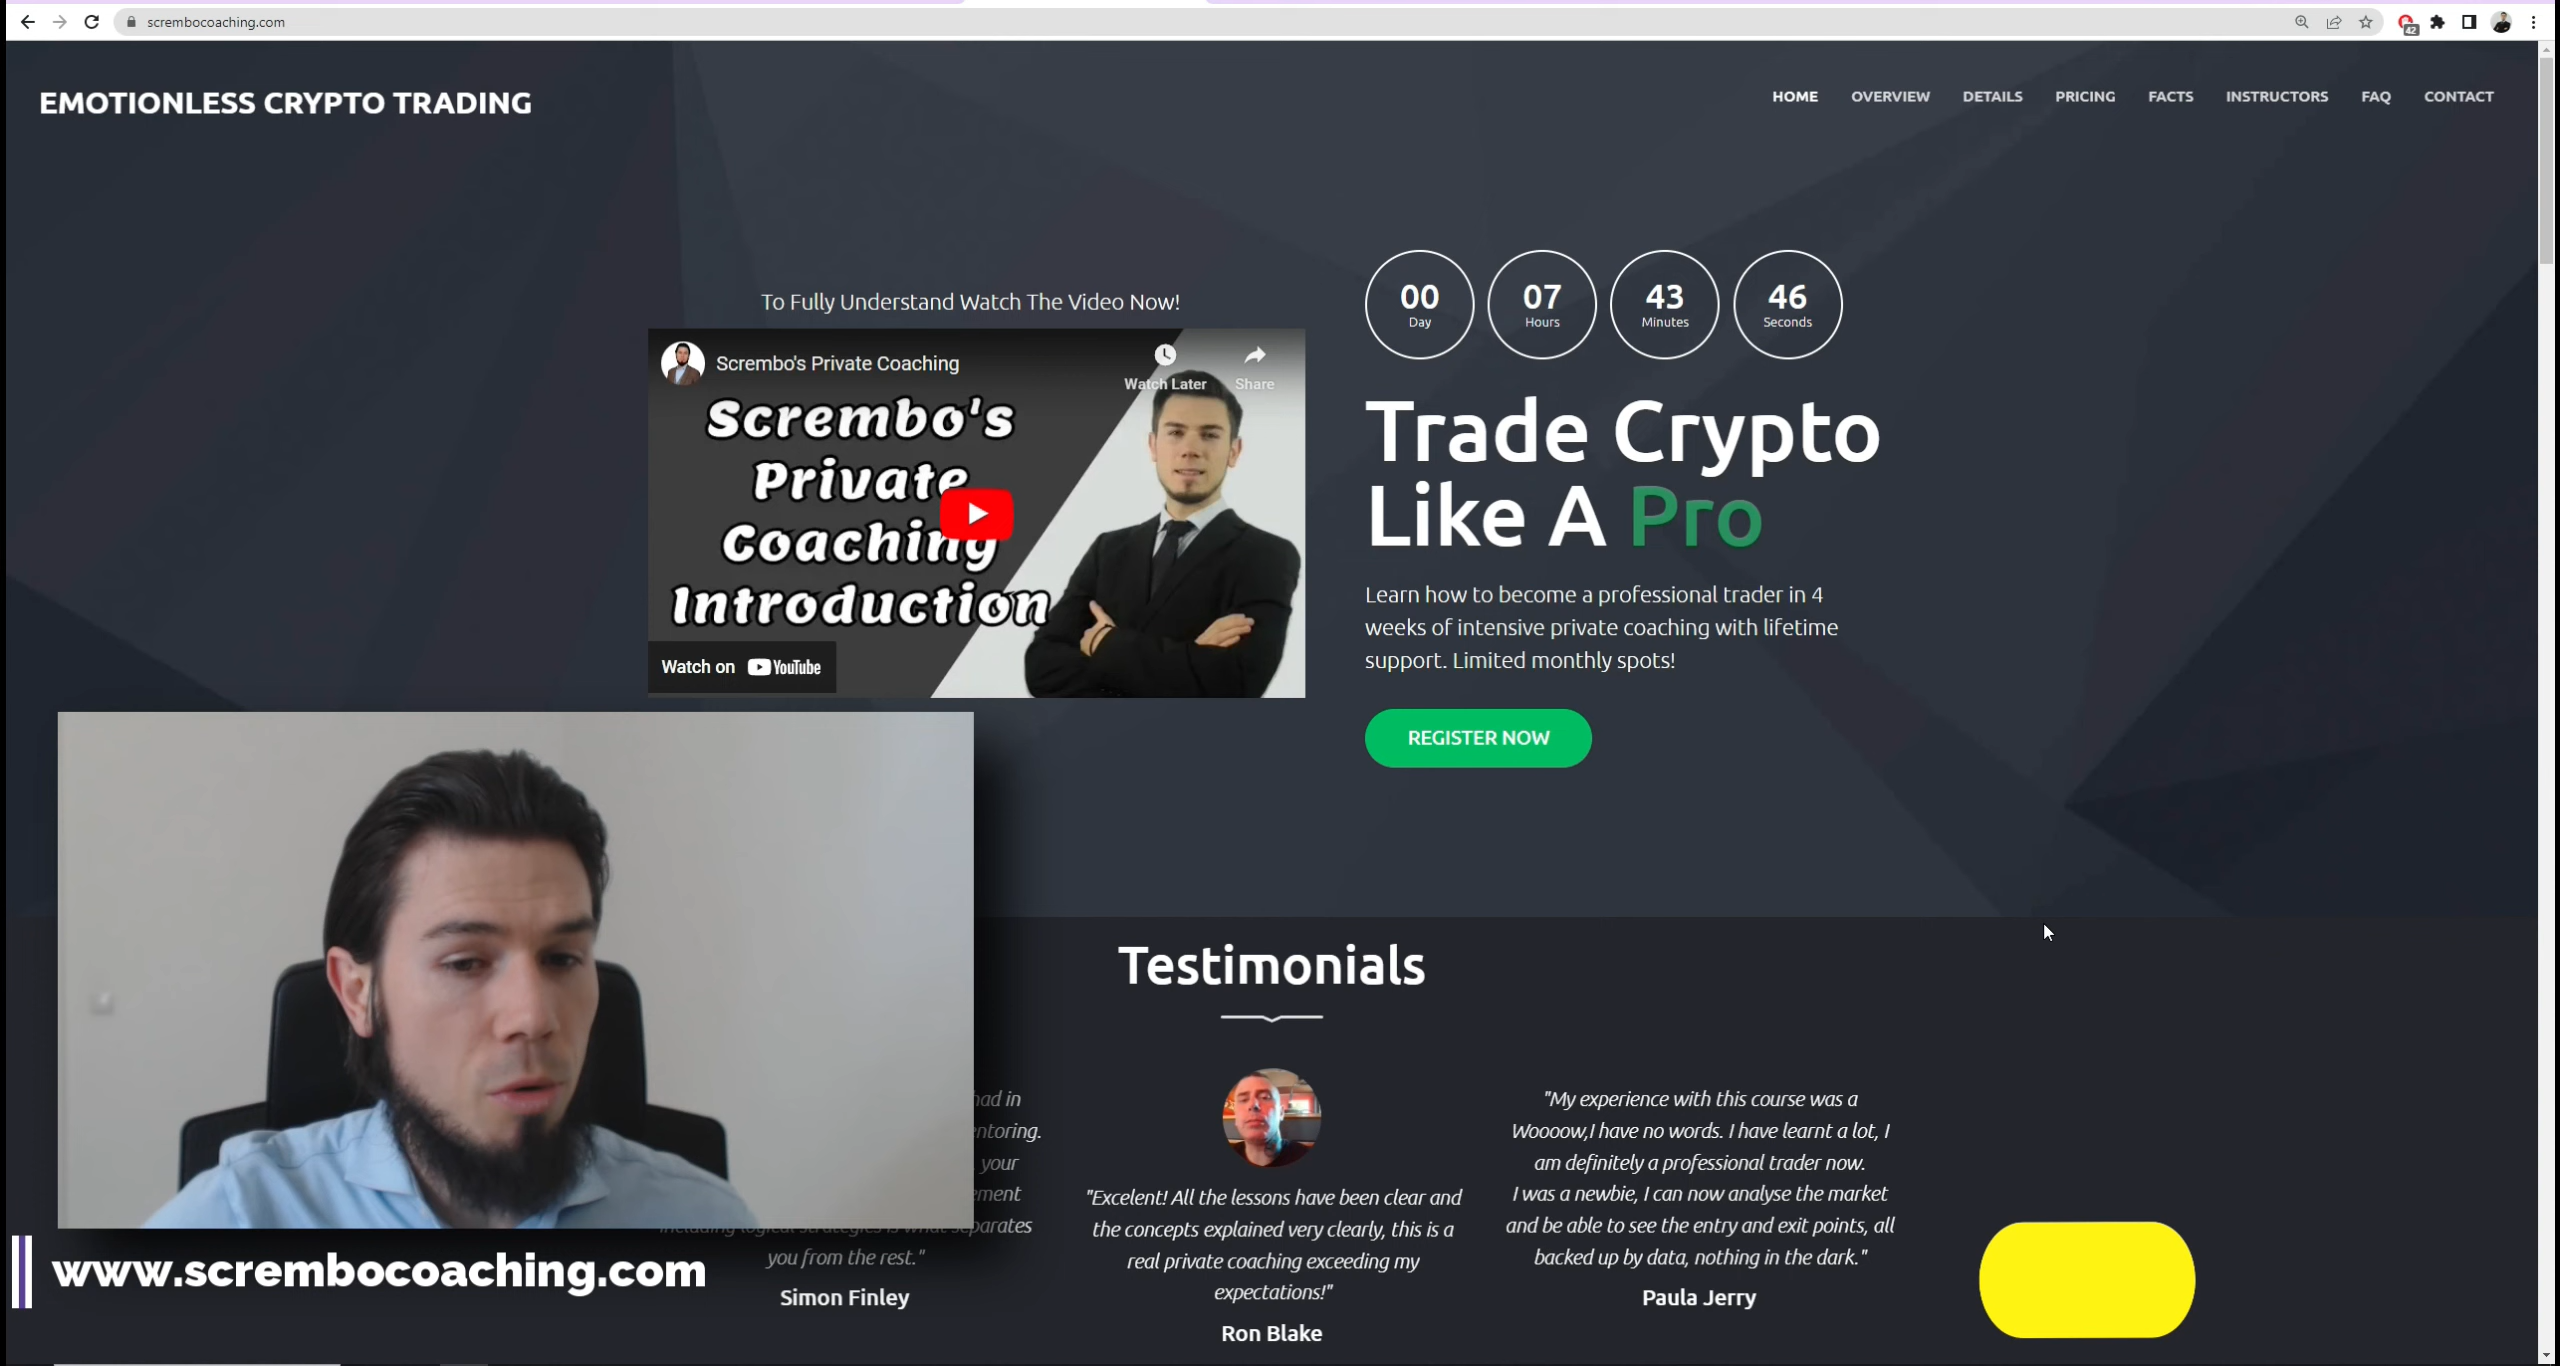 scrembocoaching.com
42
EMOTIONLESS CRYPTO TRADING
HOME OVERVIEW DETAILS PRICING FACTS INSTRUCTORS FAQ CONTACT
To Fully Understand Watch The Video Now!
Scrembo's Private Coaching
Watch Later Share
Scrembo's
Private
Coaching
Introduction
Watch on YouTube
00 07 43 46
Day Hours Minutes Seconds
Trade Crypto
Like A Pro
Learn how to become a professional trader in 4
weeks of intensive private coaching with lifetime
support. Limited monthly spots!
REGISTER NOW
Testimonials
had in
your
including logical strategies is what separates
you from the rest."
Simon Finley
"Excelent! All the lessons have been clear and
the concepts explained very clearly, this is a
real private coaching exceeding my
expectations!"
Ron Blake
"My experience with this course was a
Woooow,I have no words. I have learnt a lot, I
am definitely a professional trader now.
I was a newbie, I can now analyse the market
and be able to see the entry and exit points, all
backed up by data, nothing in the dark."
Paula Jerry
www.scrembocoaching.com